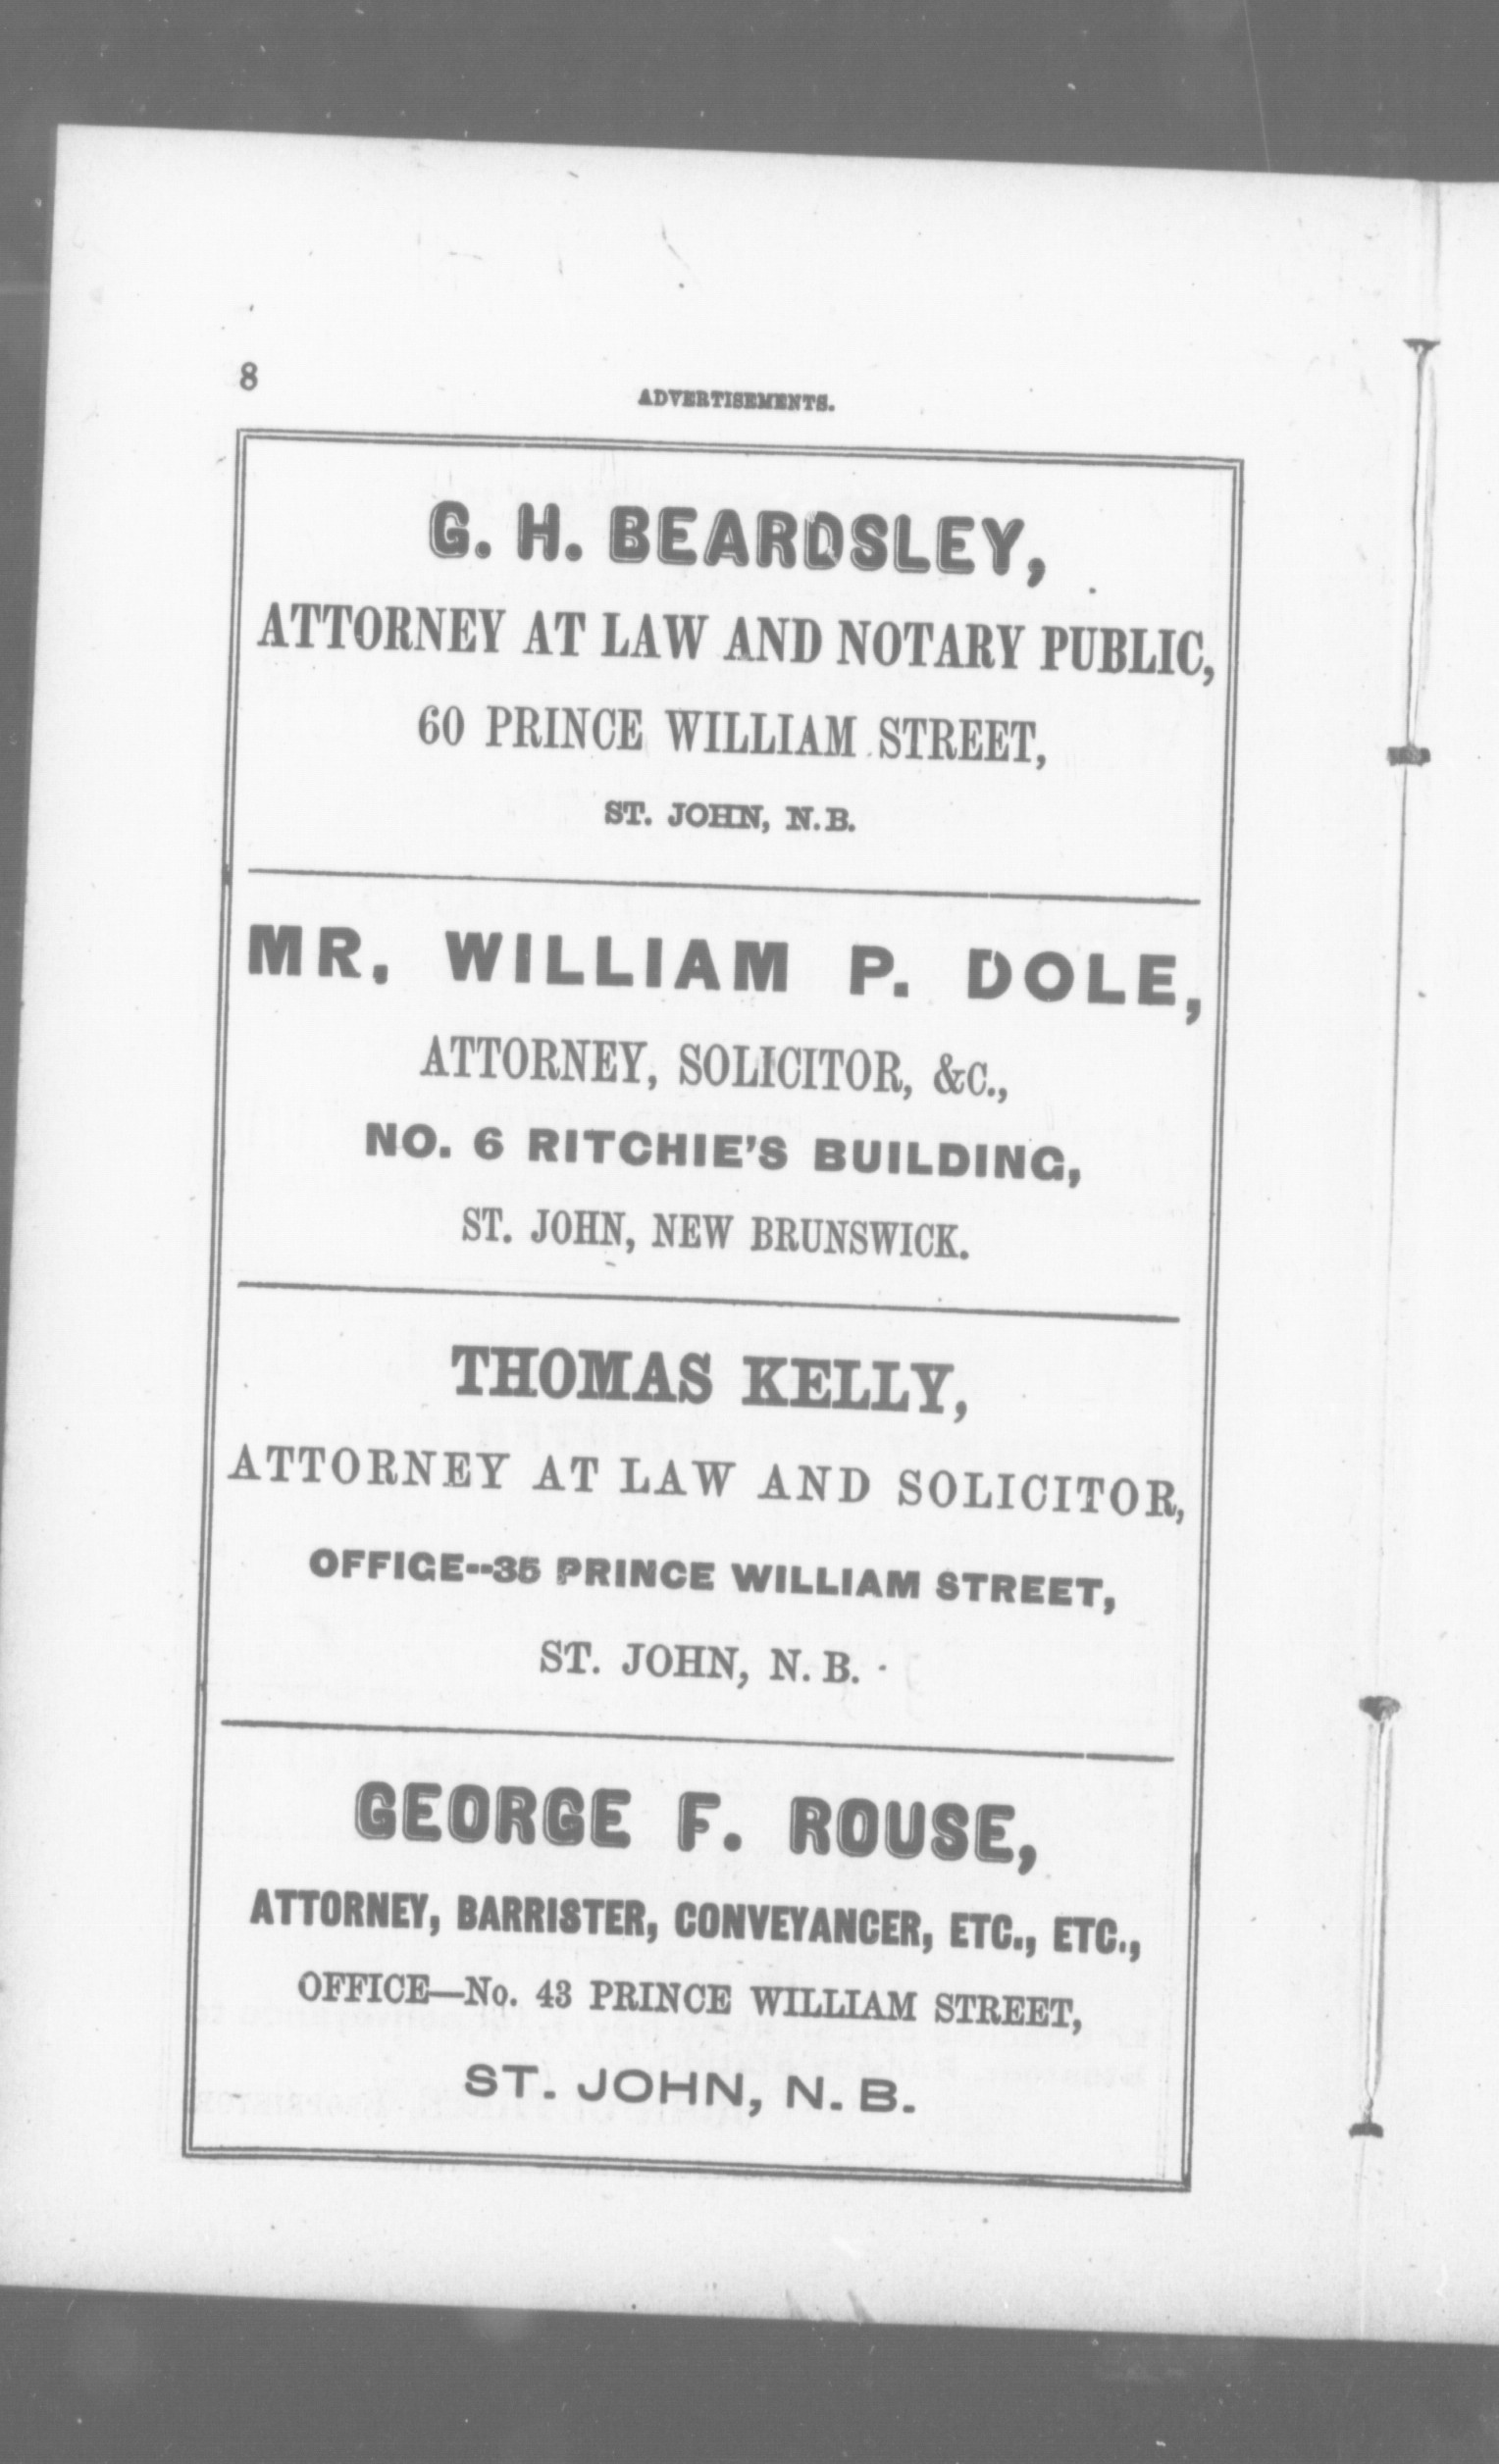 8
ADVERTISEMENTS.
G. H. BEARDSLEY,
ATTORNEY AT LAW AND NOTARY PUBLIC,
60 PRINCE WILLIAM STREET,
ST. JOHN, N.B.
MR. WILLIAM P. DOLE,
ATTORNEY, SOLICITOR, &C.,
NO. 6 RITCHIE'S BUILDING,
ST. JOHN, NEW BRUNSWICK.
THOMAS KELLY,
ATTORNEY AT LAW AND SOLICITOR,
OFFICE--35 PRINCE WILLIAM STREET,
ST. JOHN, N. B.
GEORGE F. ROUSE,
ATTORNEY, BARRISTER, CONVEYANCER, ETC., ETC.,
OFFICE—No. 43 PRINCE WILLIAM STREET,
ST. JOHN, N. B.